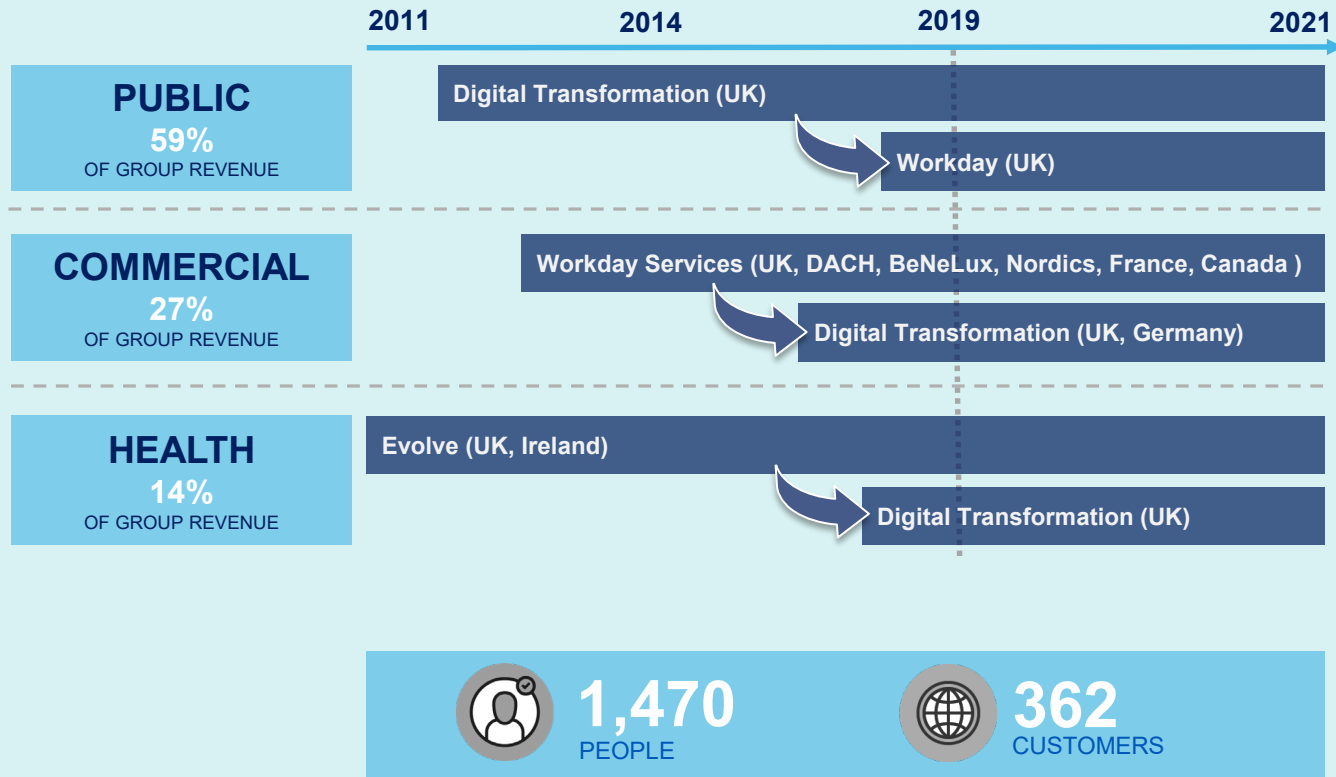 2011 2014 2019 2021
PUBLIC
59%
OF GROUP REVENUE
Digital Transformation (UK)
Workday (UK)
COMMERCIAL
27%
OF GROUP REVENUE
Workday Services (UK, DACH, BeNeLux, Nordics, France, Canada )
Digital Transformation (UK, Germany)
HEALTH
14%
OF GROUP REVENUE
Evolve (UK, Ireland)
Digital Transformation (UK)
1,470
PEOPLE
362
CUSTOMERS